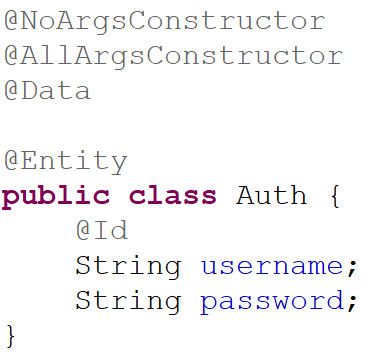 @NoArgsConstructor
@AllArgsConstructor
@Data
@Entity
public class Auth {
@Id
String username;
String password;
}